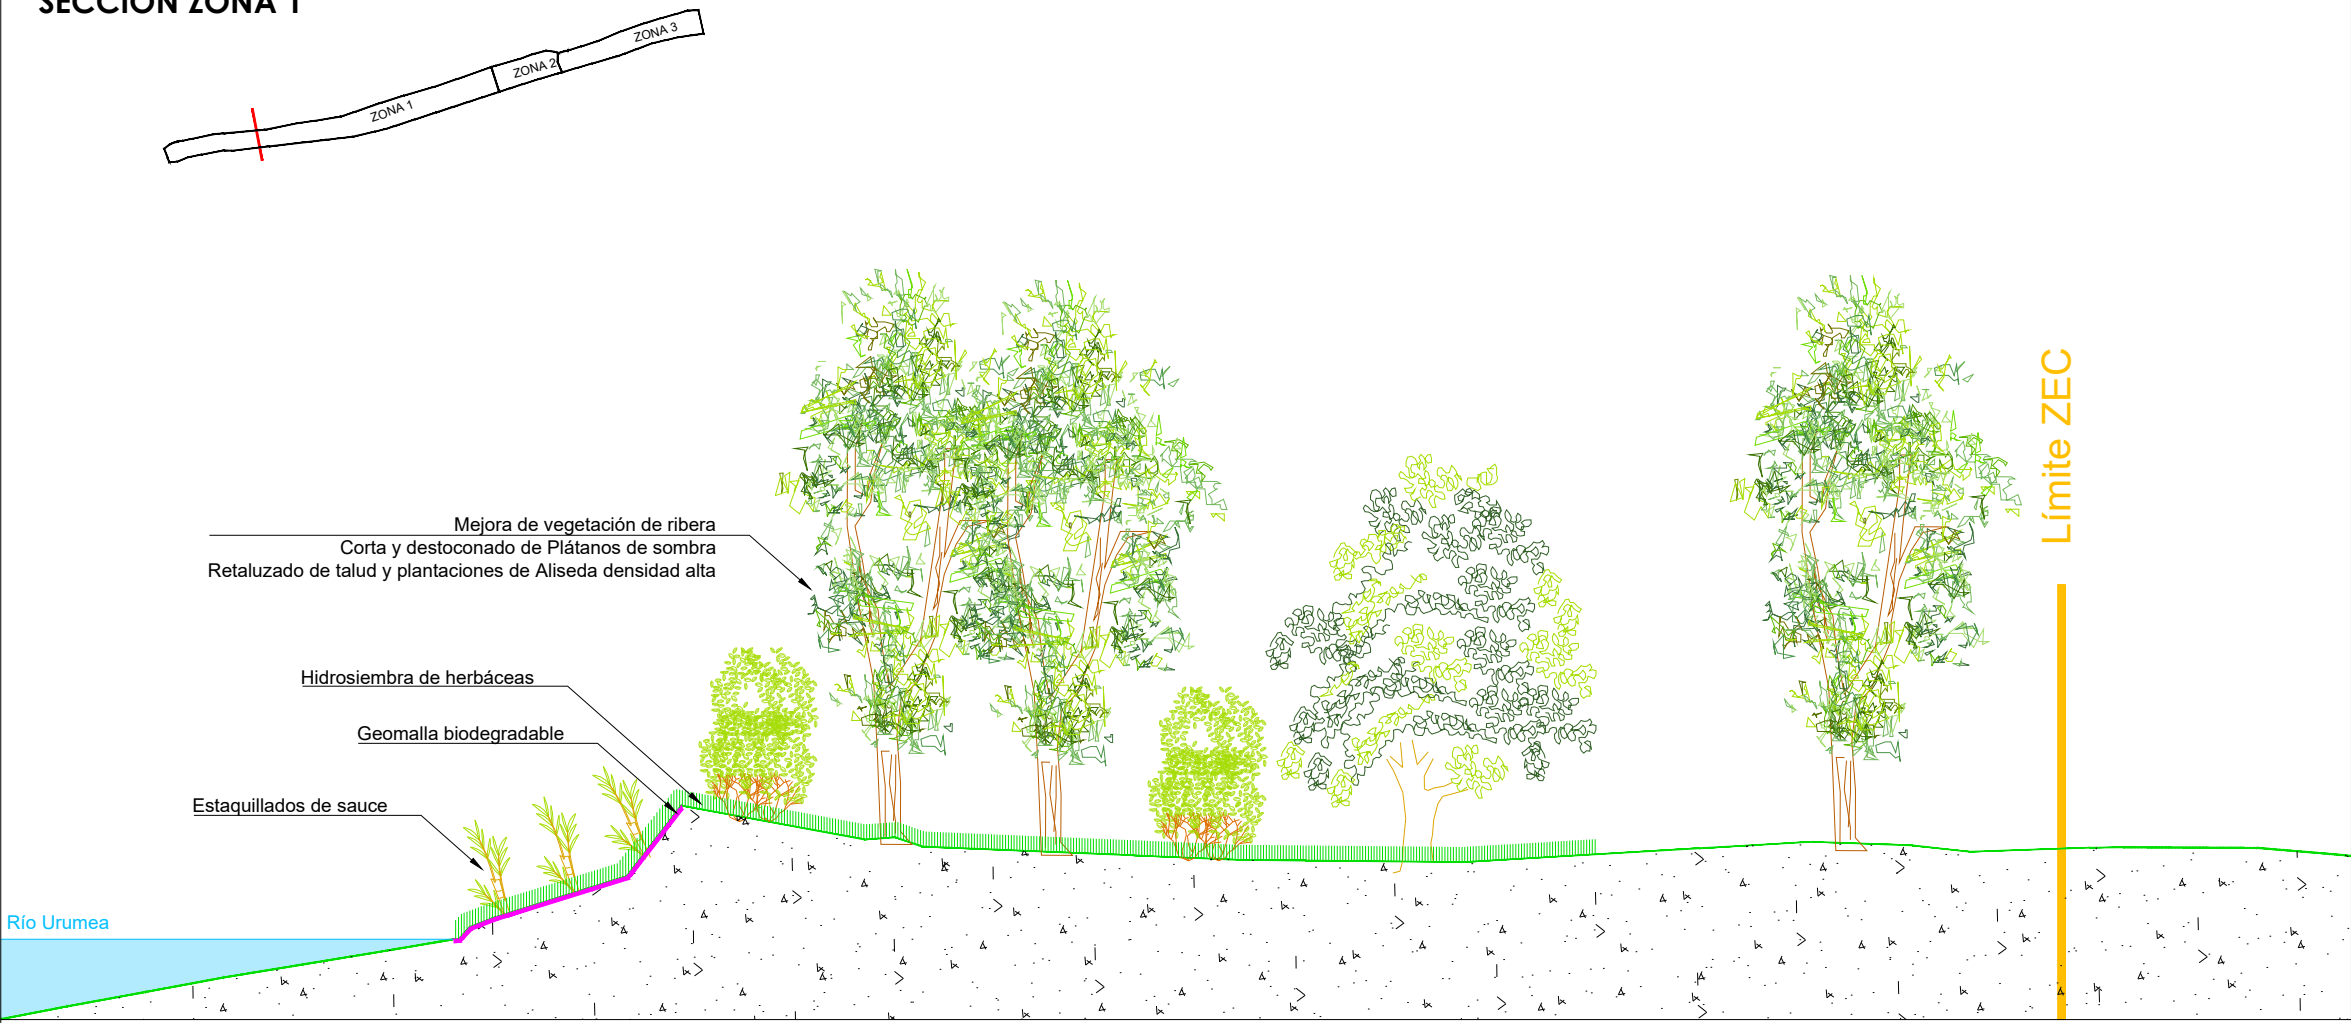 SECCIÓN ZONA 1
ZONA 3
ZONA 2
ZONA 1
Límite ZEC
Mejora de vegetación de ribera
Corta y destoconado de Plátanos de sombra
Retaluzado de talud y plantaciones de Aliseda densidad alta
Hidrosiembra de herbáceas
Geomalla biodegradable
Estaquillados de sauce
Río Urumea